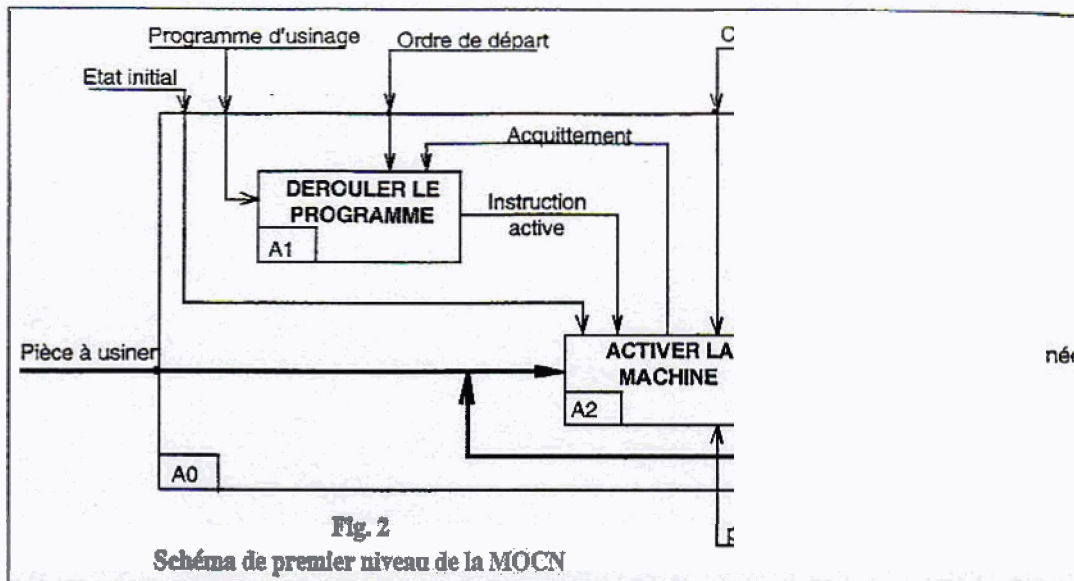 Programme d'usinage
Ordre de départ
C
Etat initial
Acquittement
DEROULER LE
PROGRAMME
A1
Instruction
active
Pièce à usiner
ACTIVER LA
MACHINE
A2
née
A0
Fig. 2
Schéma de premier niveau de la MOCN